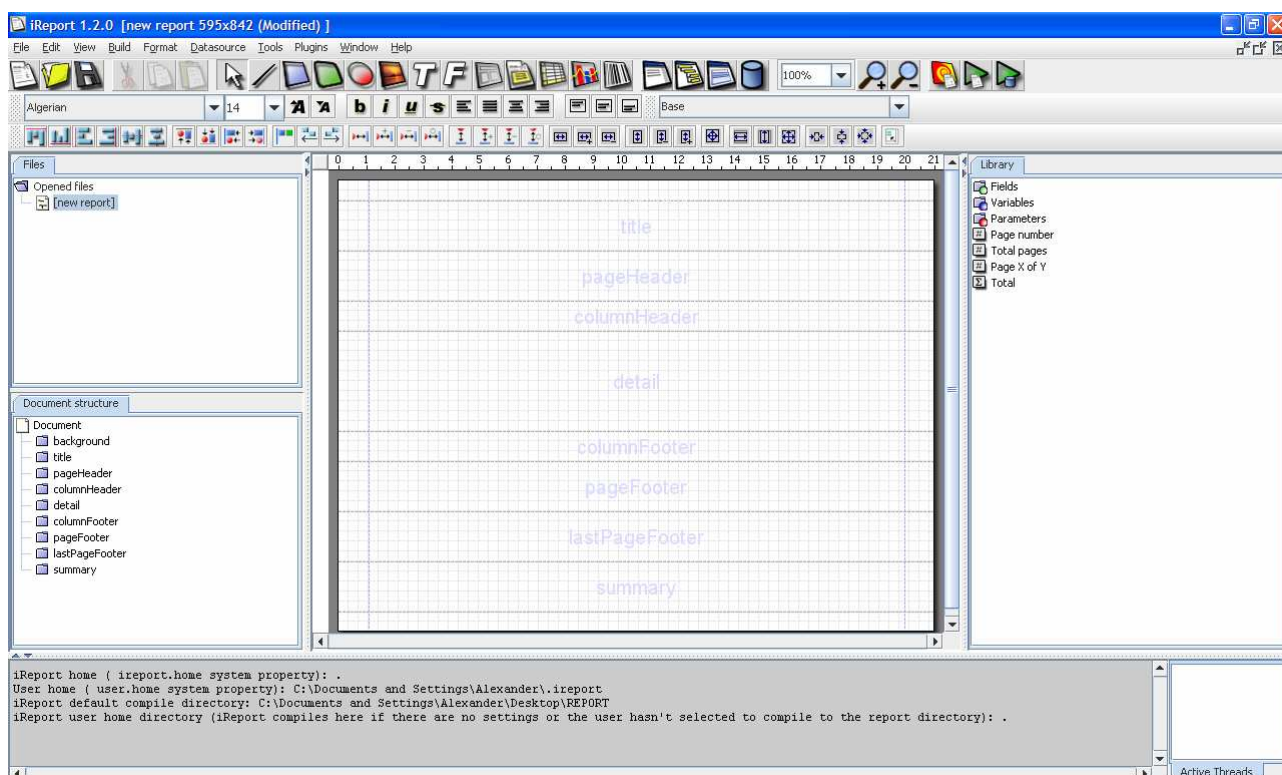 iReport 1.2.0 [new report 595x842 (Modified) ]
File Edit View Build Format Datasource Tools Plugins Window Help
100%
Algerian 14 A A b i u s Base
Files
Opened files
[new report]
Document structure
Document
background
title
pageHeader
columnHeader
detail
columnFooter
pageFooter
lastPageFooter
summary
0 1 2 3 4 5 6 7 8 9 10 11 12 13 14 15 16 17 18 19 20 21
title
pageHeader
columnHeader
detail
columnFooter
pageFooter
lastPageFooter
summary
Library
Fields
Variables
Parameters
Page number
Total pages
Page X of Y
Total
iReport home ( ireport.home system property): .
User home ( user.home system property): C:\Documents and Settings\Alexander\.ireport
iReport default compile directory: C:\Documents and Settings\Alexander\Desktop\REPORT
iReport user home directory (iReport compiles here if there are no settings or the user hasn't selected to compile to the report directory): .
Active Threads